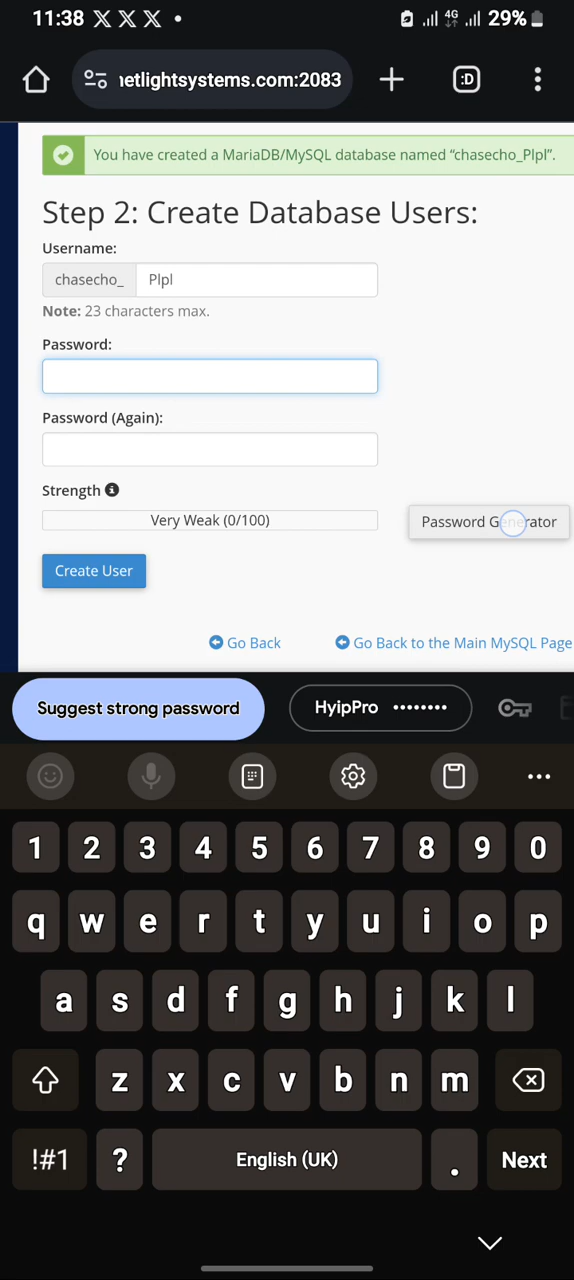 11:38 X X X • 4G 29%
netlightsystems.com:2083 + :D
You have created a MariaDB/MySQL database named “chasecho_Plpl”.
Step 2: Create Database Users:
Username:
chasecho_ Plpl
Note: 23 characters max.
Password:
Password (Again):
Strength
Very Weak (0/100) Password Generator
Create User
Go Back Go Back to the Main MySQL Page
Suggest strong password HyipPro ••••••••
1 2 3 4 5 6 7 8 9 0
q w e r t y u i o p
a s d f g h j k l
z x c v b n m
!#1 ? English (UK) . Next